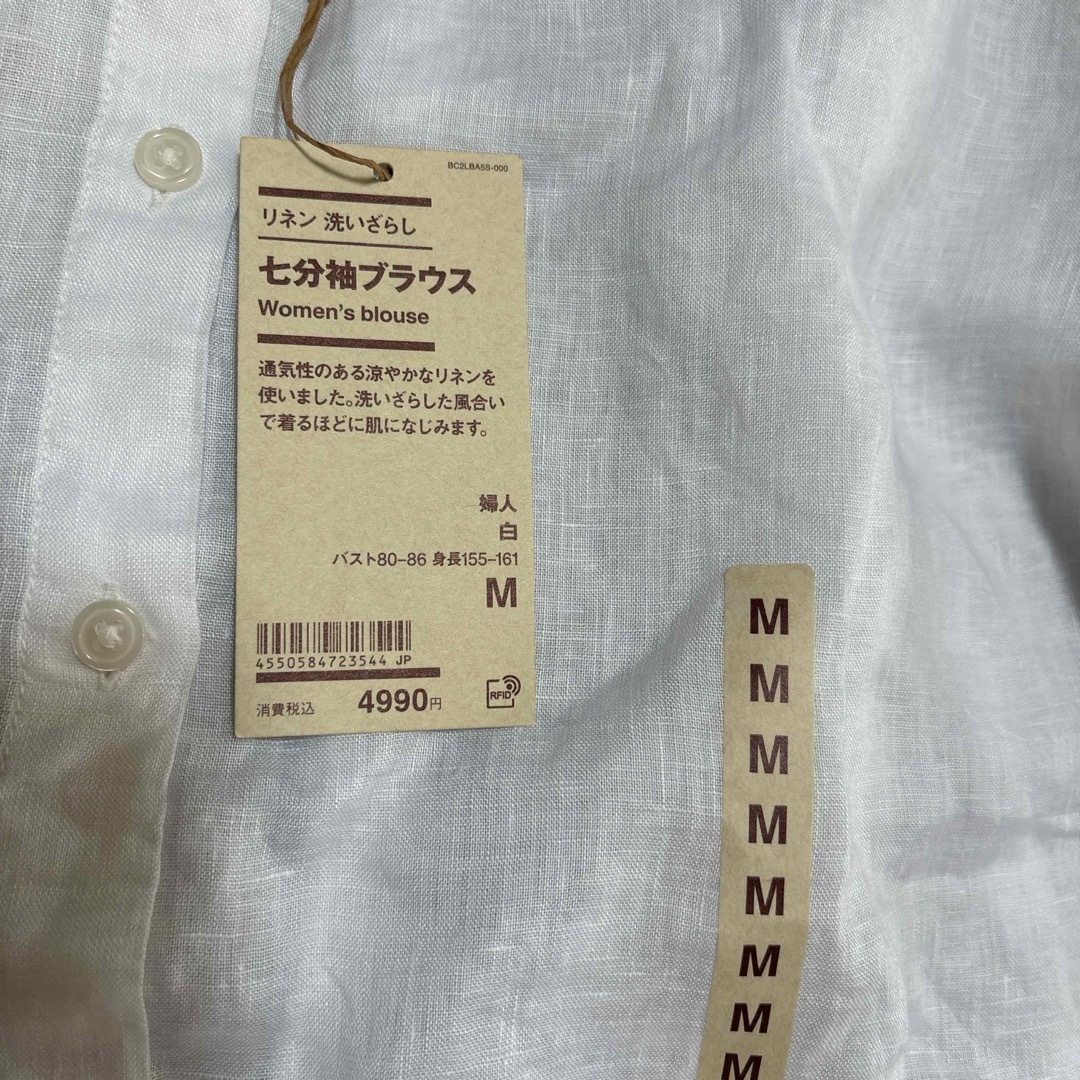 BC2LBA5S-000
リネン 洗いざらし
七分袖ブラウス
Women's blouse
通気性のある涼やかなリネンを
使いました。洗いざらした風合い
で着るほどに肌になじみます。
婦人
白
バスト80-86 身長155-161
M
4550584723544 JP
消費税込 4990円
RFID
M
M
M
M
M
M
M
M